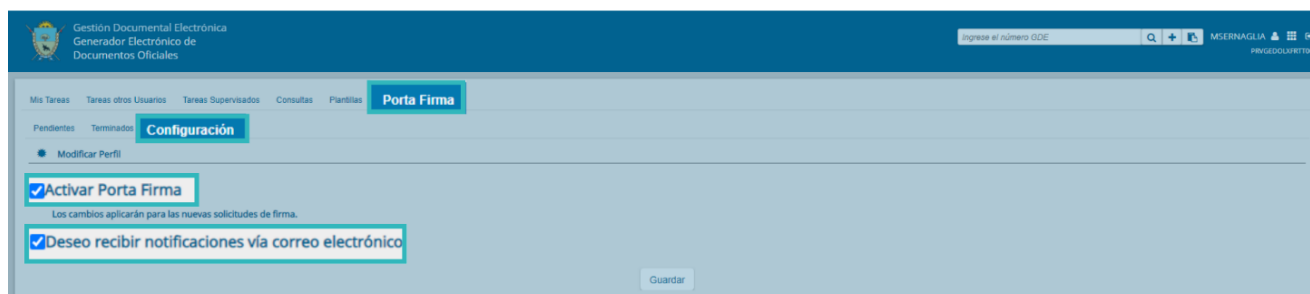 Gestión Documental Electrónica
Generador Electrónico de
Documentos Oficiales
Ingrese el número GDE
MSERNAGLIA
Mis Tareas Tareas otros Usuarios Tareas Supervisados Consultas Plantillas Porta Firma
Pendientes Terminados Configuración
Modificar Perfil
Activar Porta Firma
Los cambios aplicarán para las nuevas solicitudes de firma.
Deseo recibir notificaciones vía correo electrónico
Guardar